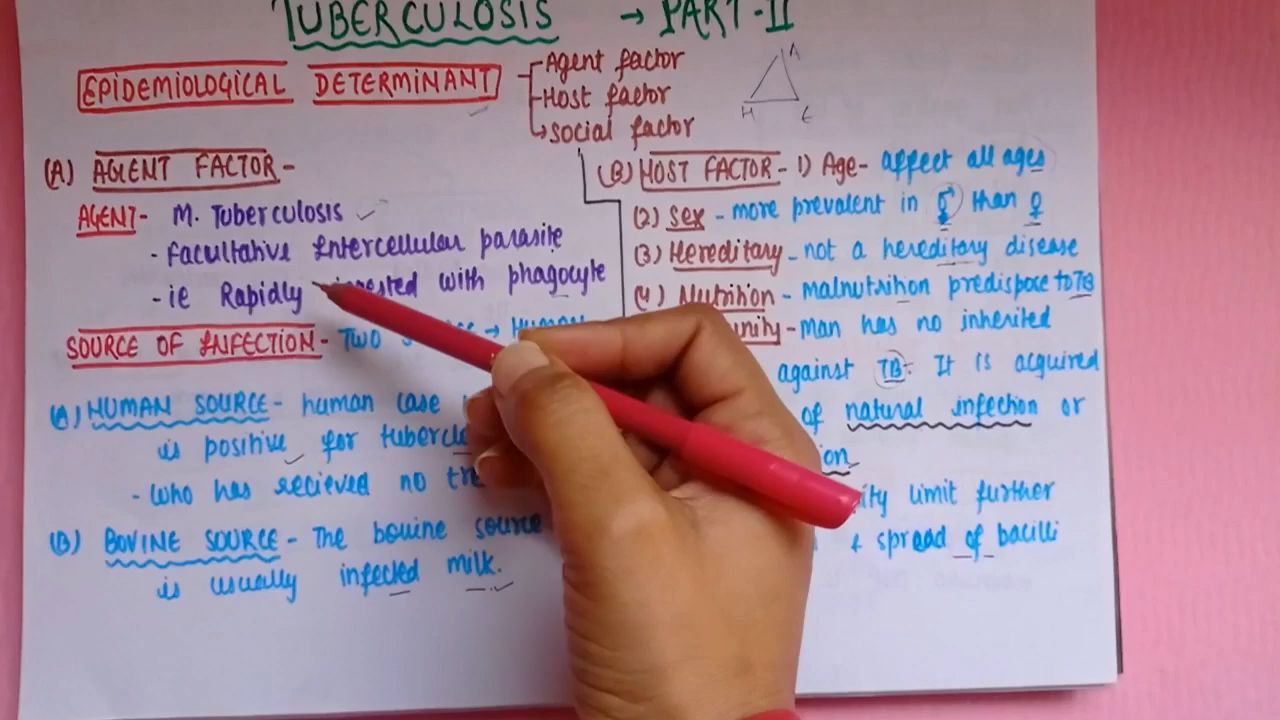 TUBERCULOSIS → PART-II
EPIDEMIOLOGICAL DETERMINANT
Agent factor
Host factor
Social factor
A
H E
(A) AGENT FACTOR-
AGENT- M. Tuberculosis
- Facultative Intercellular parasite
- ie Rapidly with phagocyte
SOURCE OF INFECTION- Two → Human
(A) HUMAN SOURCE- human case
is positive for
- who has recieved no
(B) BOVINE SOURCE- The bovine source
is usually infected milk.
(B) HOST FACTOR- 1) Age- affect all ages
(2) Sex - more prevalent in ♂ than ♀
(3) Hereditary - not a hereditary disease
(4) Nutrition - malnutrition predispose to TB
- man has no inherited
against TB. It is acquired
of natural infection or
limit further
+ spread of bacilli